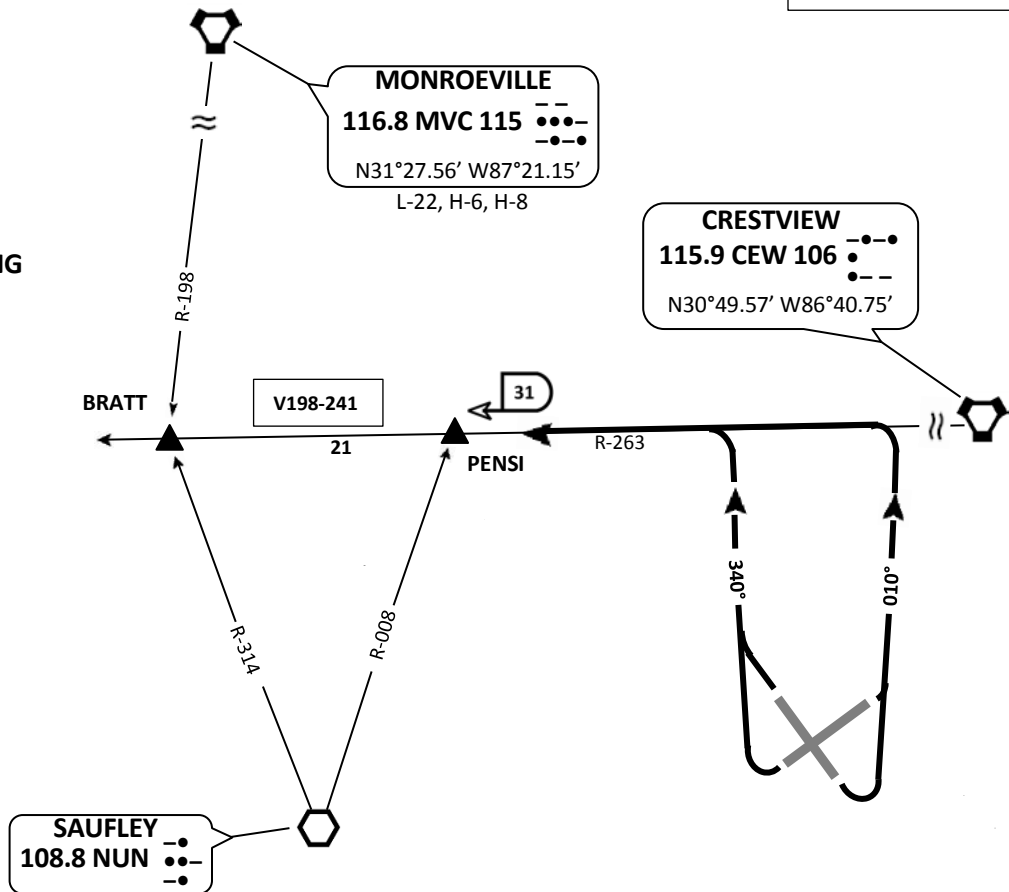 MONROEVILLE
116.8 MVC 115
N31°27.56’ W87°21.15’
L-22, H-6, H-8
CRESTVIEW
115.9 CEW 106
N30°49.57’ W86°40.75’
IG
R-198
BRATT
V198-241
31
21
PENSI
R-263
340°
010°
R-314
R-008
SAUFLEY
108.8 NUN